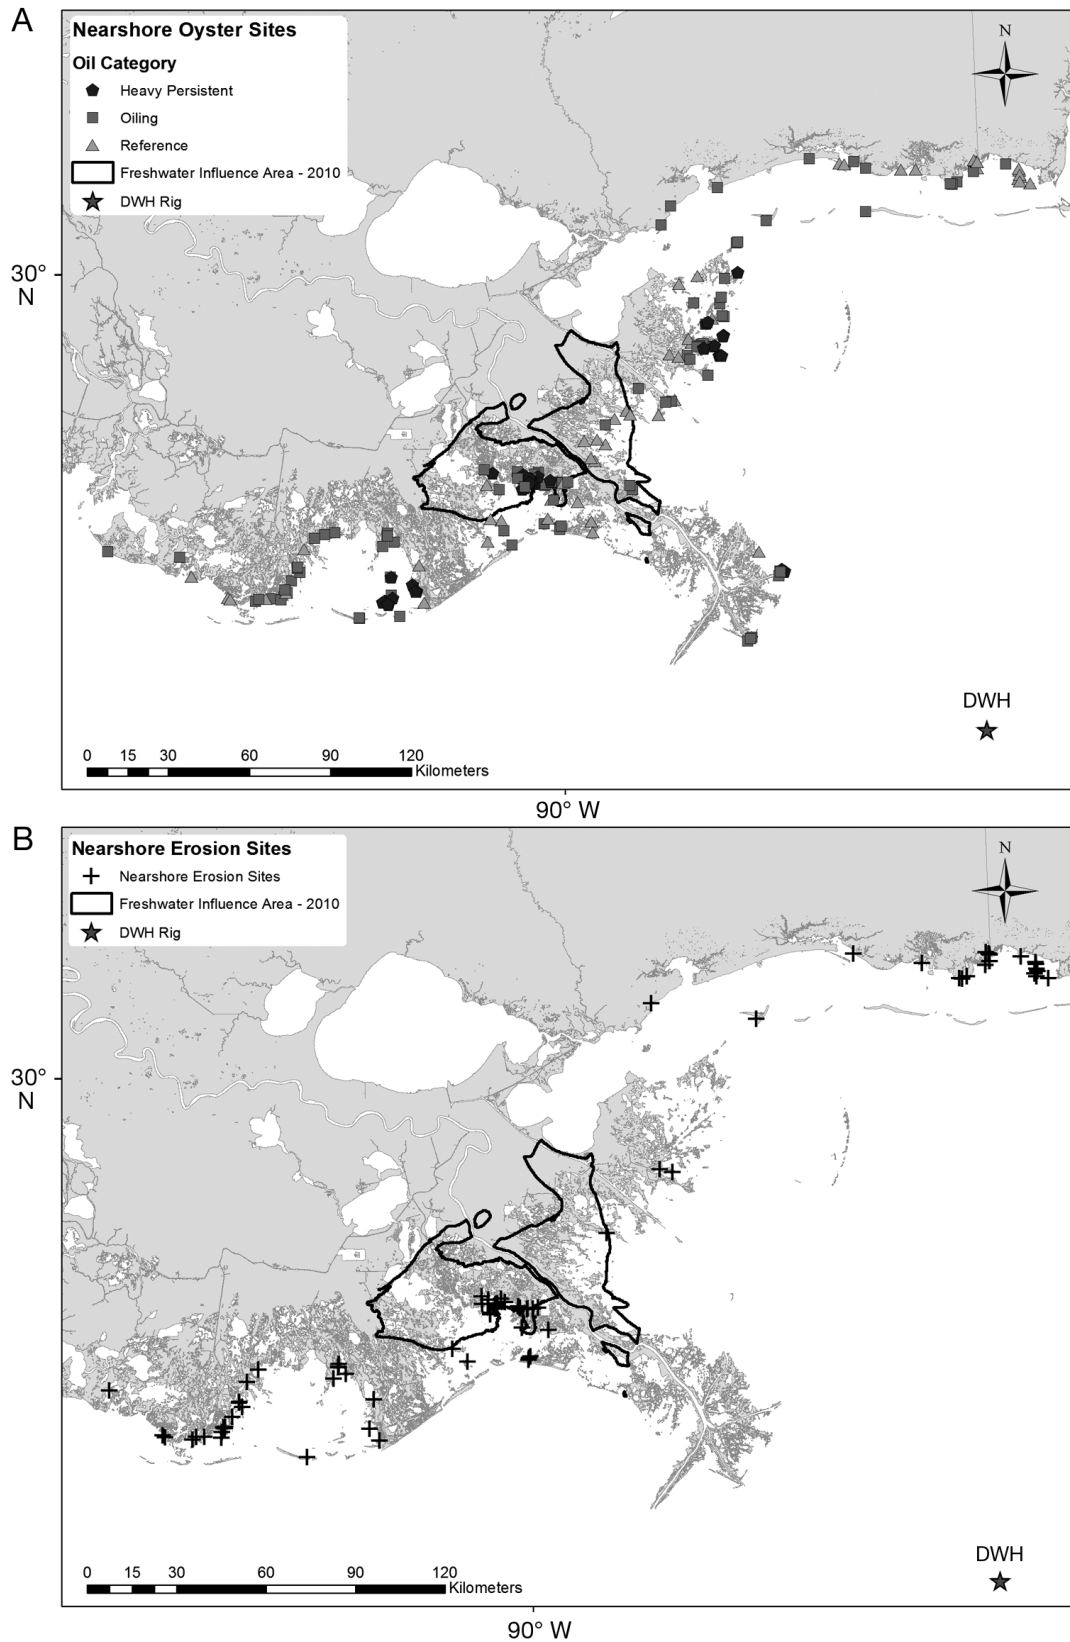 A
Nearshore Oyster Sites
Oil Category
Heavy Persistent
Oiling
Reference
Freshwater Influence Area - 2010
DWH Rig
N
30°
N
DWH
0 15 30 60 90 120
Kilometers
90° W
B
Nearshore Erosion Sites
Nearshore Erosion Sites
Freshwater Influence Area - 2010
DWH Rig
N
30°
N
DWH
0 15 30 60 90 120
Kilometers
90° W